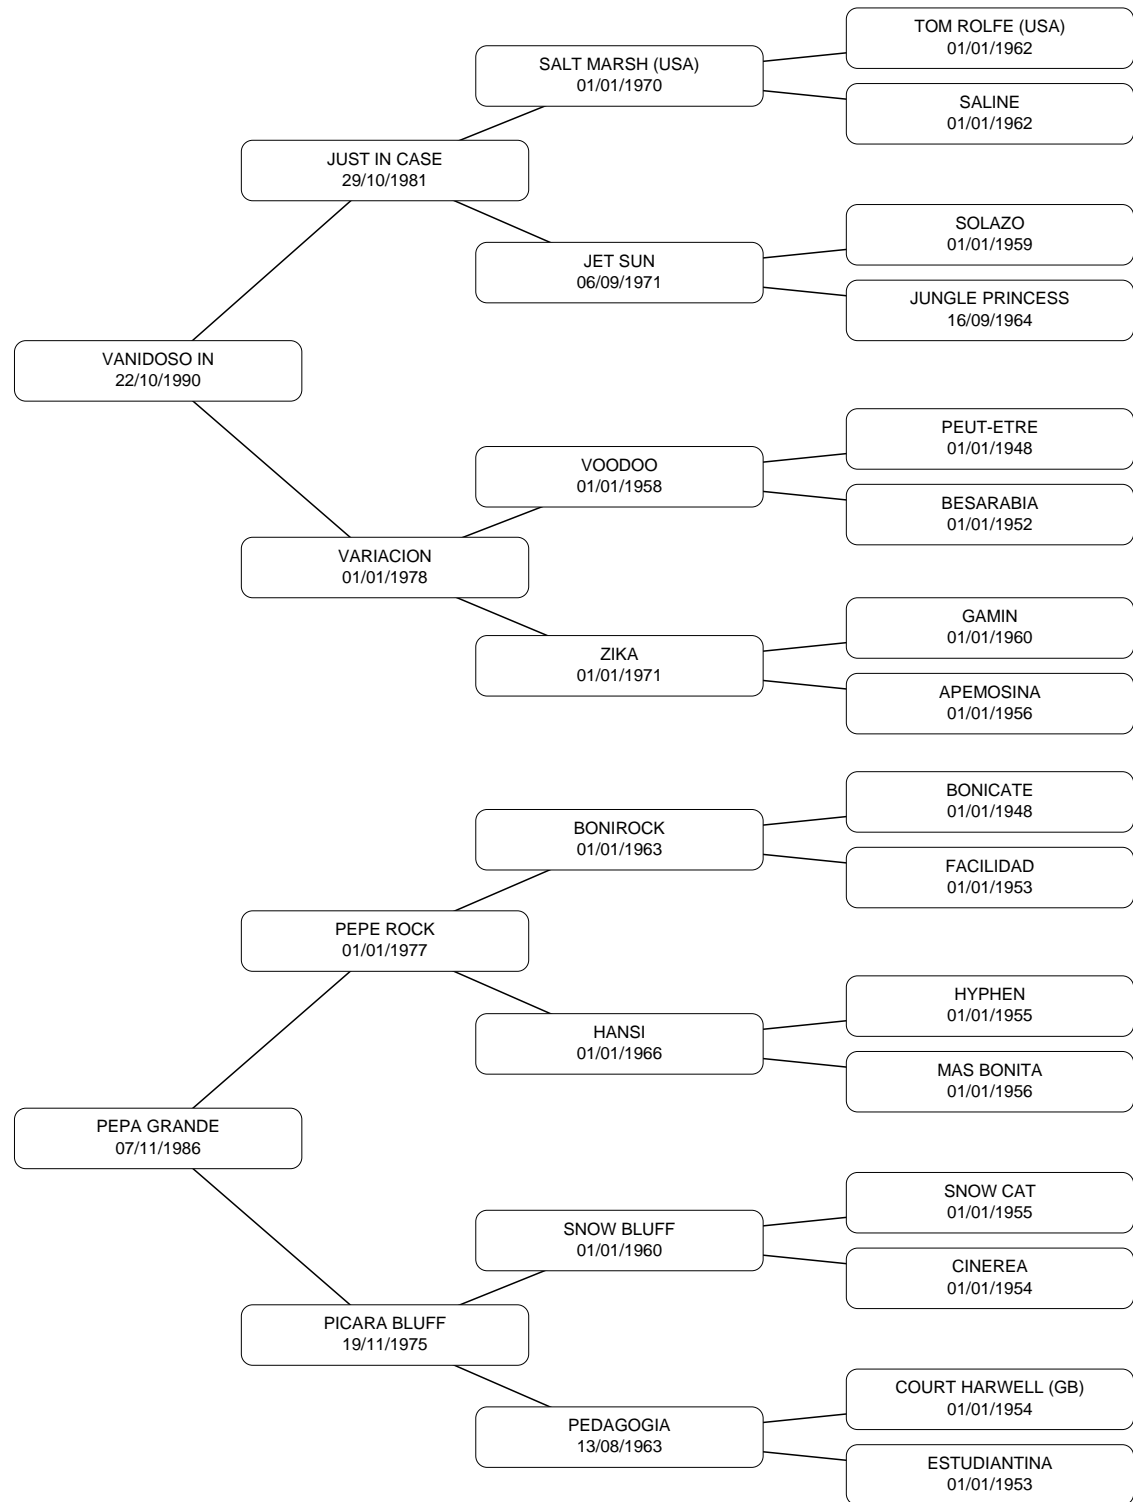 TOM ROLFE (USA)
01/01/1962
SALT MARSH (USA)
01/01/1970
SALINE
01/01/1962
JUST IN CASE
29/10/1981
SOLAZO
01/01/1959
JET SUN
06/09/1971
JUNGLE PRINCESS
16/09/1964
VANIDOSO IN
22/10/1990
PEUT-ETRE
01/01/1948
VOODOO
01/01/1958
BESARABIA
01/01/1952
VARIACION
01/01/1978
GAMIN
01/01/1960
ZIKA
01/01/1971
APEMOSINA
01/01/1956
BONICATE
01/01/1948
BONIROCK
01/01/1963
FACILIDAD
01/01/1953
PEPE ROCK
01/01/1977
HYPHEN
01/01/1955
HANSI
01/01/1966
MAS BONITA
01/01/1956
PEPA GRANDE
07/11/1986
SNOW CAT
01/01/1955
SNOW BLUFF
01/01/1960
CINEREA
01/01/1954
PICARA BLUFF
19/11/1975
COURT HARWELL (GB)
01/01/1954
PEDAGOGIA
13/08/1963
ESTUDIANTINA
01/01/1953